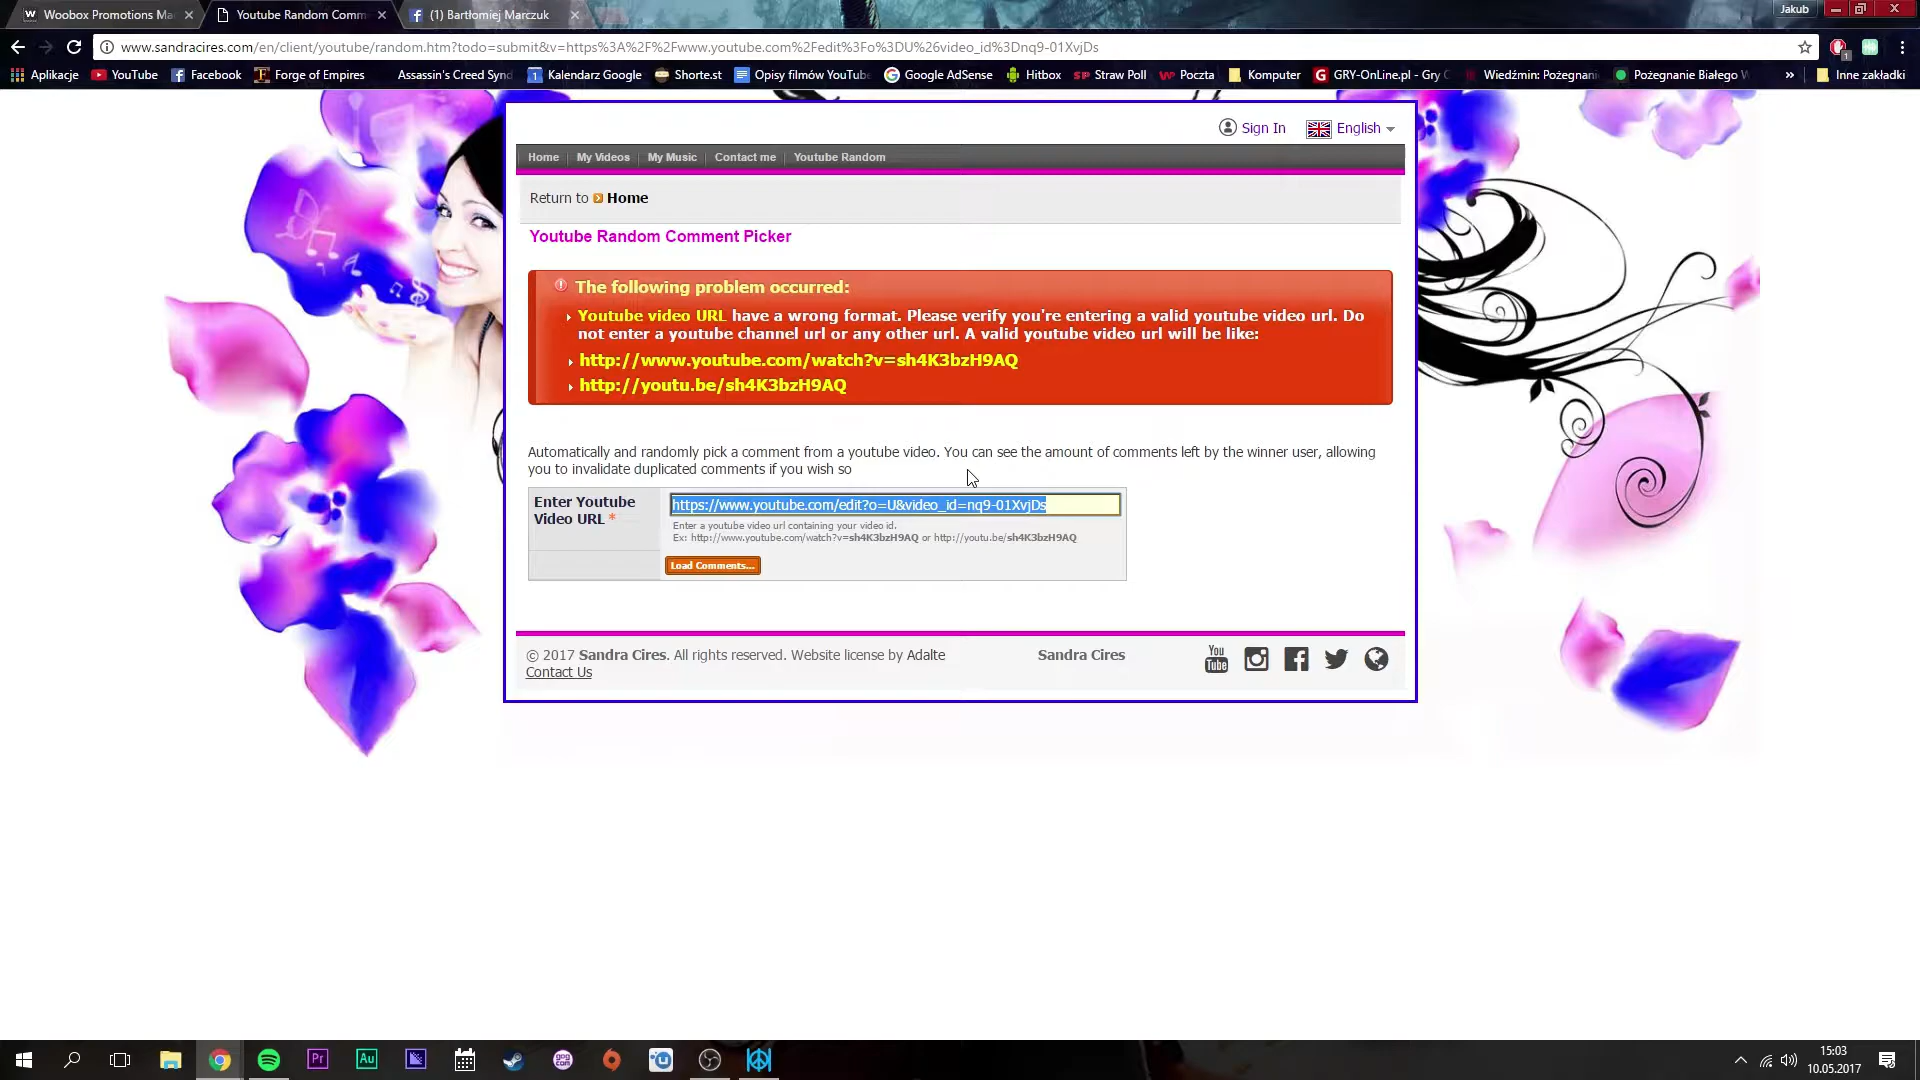 Woobox Promotions Ma
Youtube Random Comm
(1) Bartłomiej Marczuk
Jakub
www.sandracires.com/en/client/youtube/random.htm?todo=submit&v=https%3A%2F%2Fwww.youtube.com%2Fedit%3Fo%3DU%26video_id%3Dnq9-01XvjDs
Aplikacje YouTube Facebook Forge of Empires Assassin's Creed Synd Kalendarz Google Shorte.st Opisy filmów YouTube Google AdSense Hitbox Straw Poll Poczta Komputer GRY-OnLine.pl - Gry Wiedźmin: Pożegnani Pożegnanie Białego W » Inne zakładki
Sign In English
Home My Videos My Music Contact me Youtube Random
Return to Home
Youtube Random Comment Picker
The following problem occurred:
Youtube video URL have a wrong format. Please verify you're entering a valid youtube video url. Do
not enter a youtube channel url or any other url. A valid youtube video url will be like:
http://www.youtube.com/watch?v=sh4K3bzH9AQ
http://youtu.be/sh4K3bzH9AQ
Automatically and randomly pick a comment from a youtube video. You can see the amount of comments left by the winner user, allowing
you to invalidate duplicated comments if you wish so
Enter Youtube
Video URL *
https://www.youtube.com/edit?o=U&video_id=nq9-01XvjDs
Enter a youtube video url containing your video id.
Ex: http://www.youtube.com/watch?v=sh4K3bzH9AQ or http://youtu.be/sh4K3bzH9AQ
Load Comments...
© 2017 Sandra Cires. All rights reserved. Website license by Adalte
Contact Us
Sandra Cires
You
Tube
Pr
Au
gog
com
15:03
10.05.2017